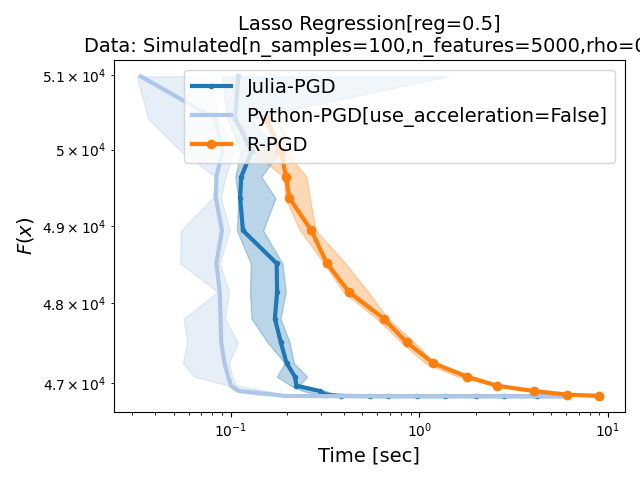 Lasso Regression[reg=0.5]
Data: Simulated[n_samples=100,n_features=5000,rho=0
5.1 × 10⁴
5 × 10⁴
4.9 × 10⁴
4.8 × 10⁴
4.7 × 10⁴
F(x)
Julia-PGD
Python-PGD[use_acceleration=False]
R-PGD
10⁻¹
10⁰
10¹
Time [sec]